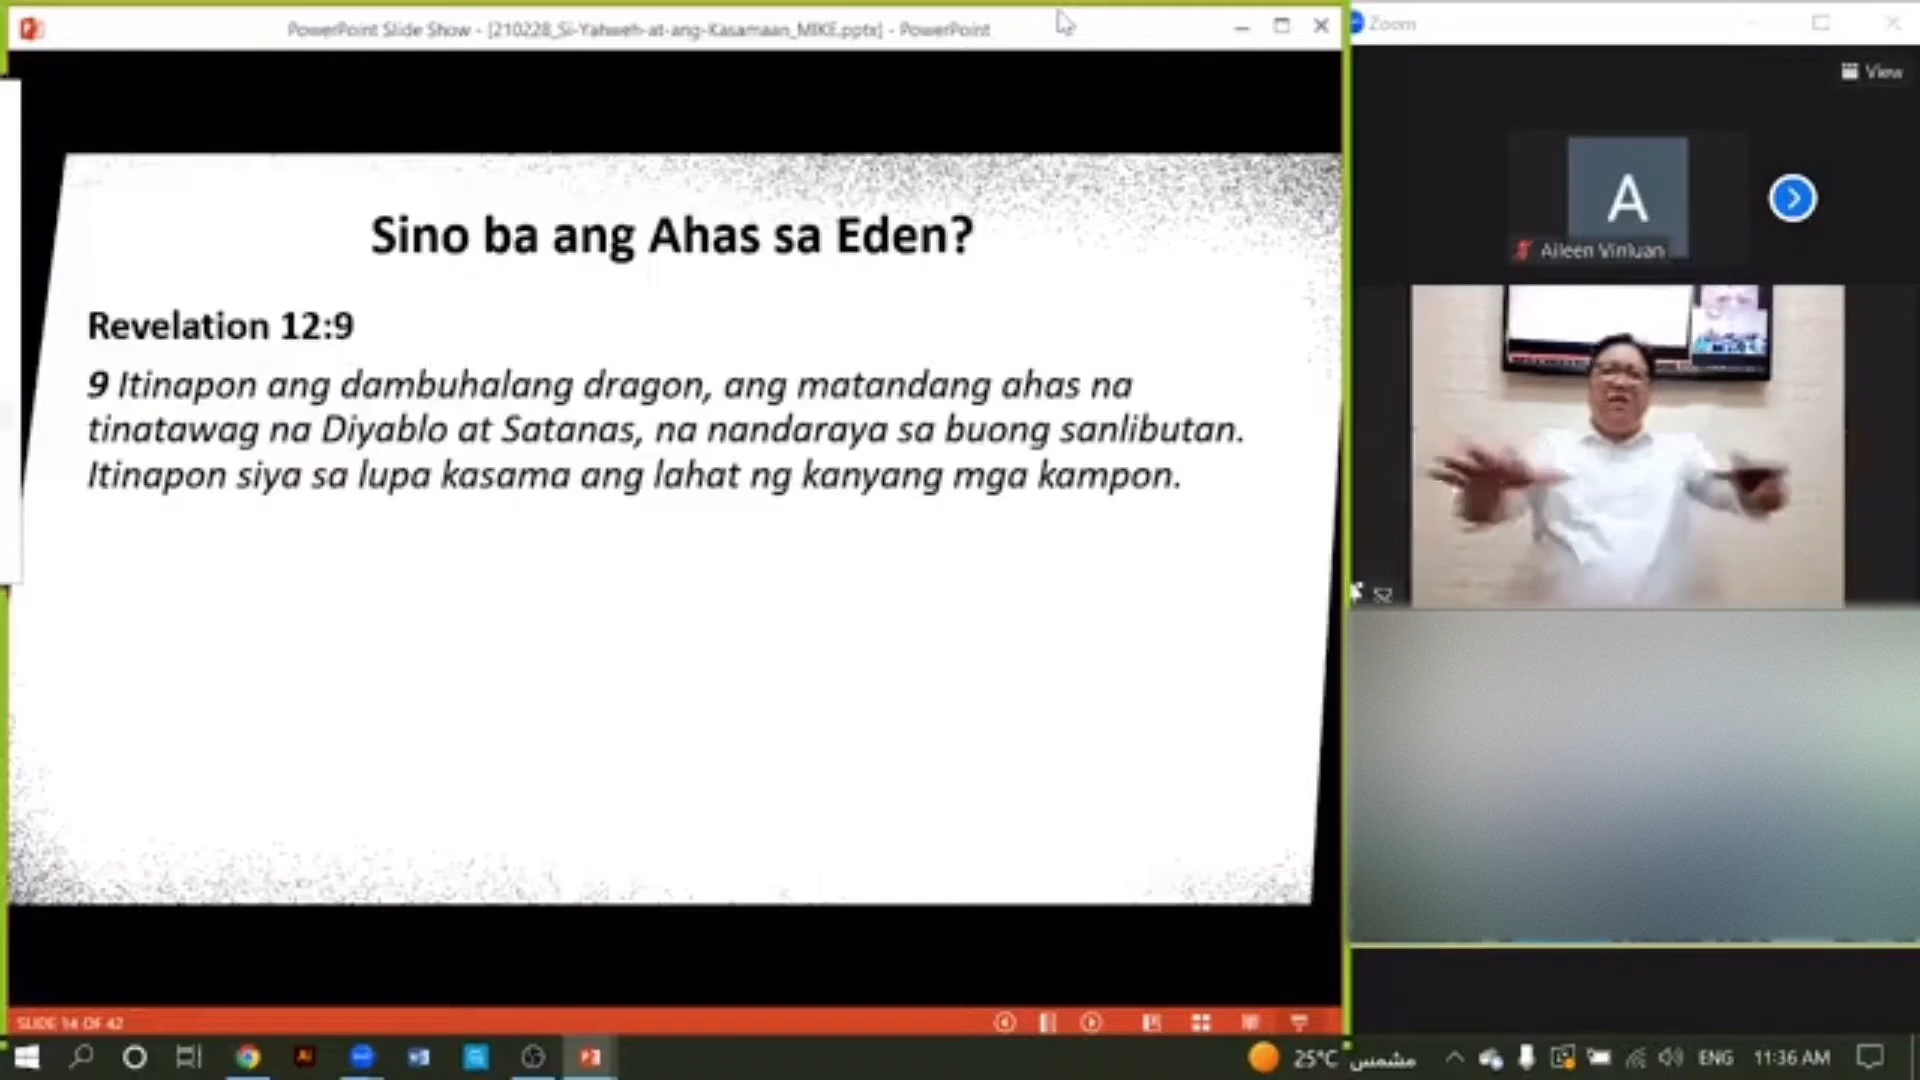 PowerPoint Slide Show - [210228_Si-Yahweh-at-ang-Kasamaan_MIKE.pptx] - PowerPoint
Zoom
View
A
Aileen Vinluan
Sino ba ang Ahas sa Eden?
Revelation 12:9
9 Itinapon ang dambuhalang dragon, ang matandang ahas na
tinatawag na Diyablo at Satanas, na nandaraya sa buong sanlibutan.
Itinapon siya sa lupa kasama ang lahat ng kanyang mga kampon.
SLIDE 14 OF 42
Ai
25°C مشمس
ENG
11:36 AM